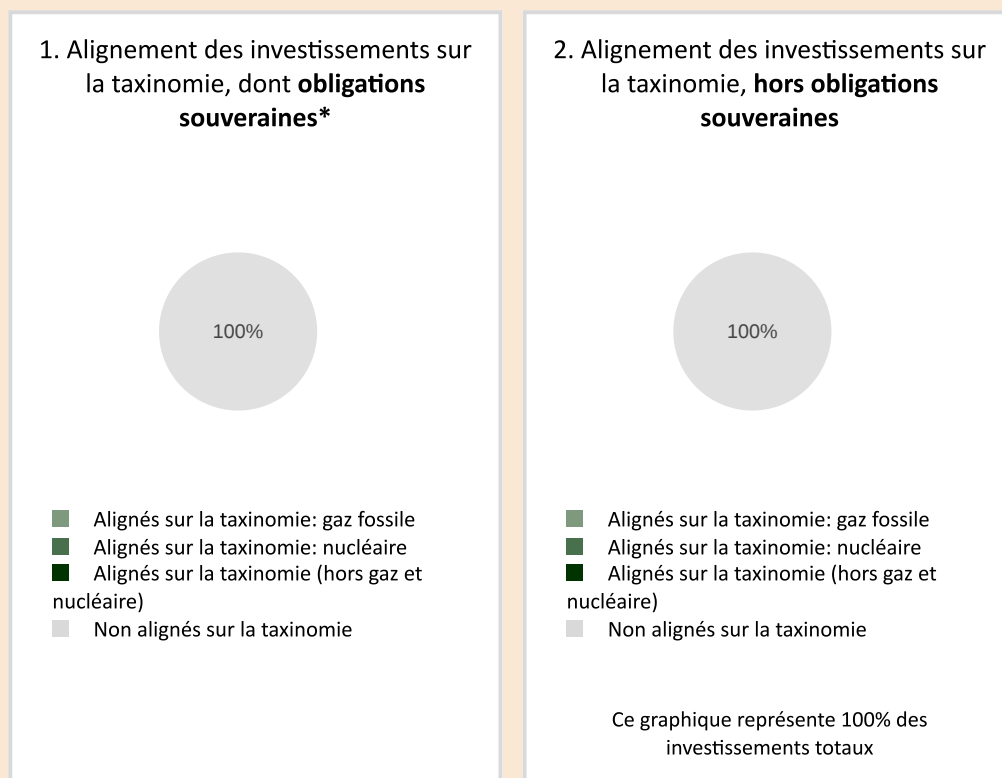 1. Alignement des investissements sur
la taxinomie, dont obligations
souveraines*
100%
Alignés sur la taxinomie: gaz fossile
Alignés sur la taxinomie: nucléaire
Alignés sur la taxinomie (hors gaz et
nucléaire)
Non alignés sur la taxinomie
2. Alignement des investissements sur
la taxinomie, hors obligations
souveraines
100%
Alignés sur la taxinomie: gaz fossile
Alignés sur la taxinomie: nucléaire
Alignés sur la taxinomie (hors gaz et
nucléaire)
Non alignés sur la taxinomie
Ce graphique représente 100% des
investissements totaux